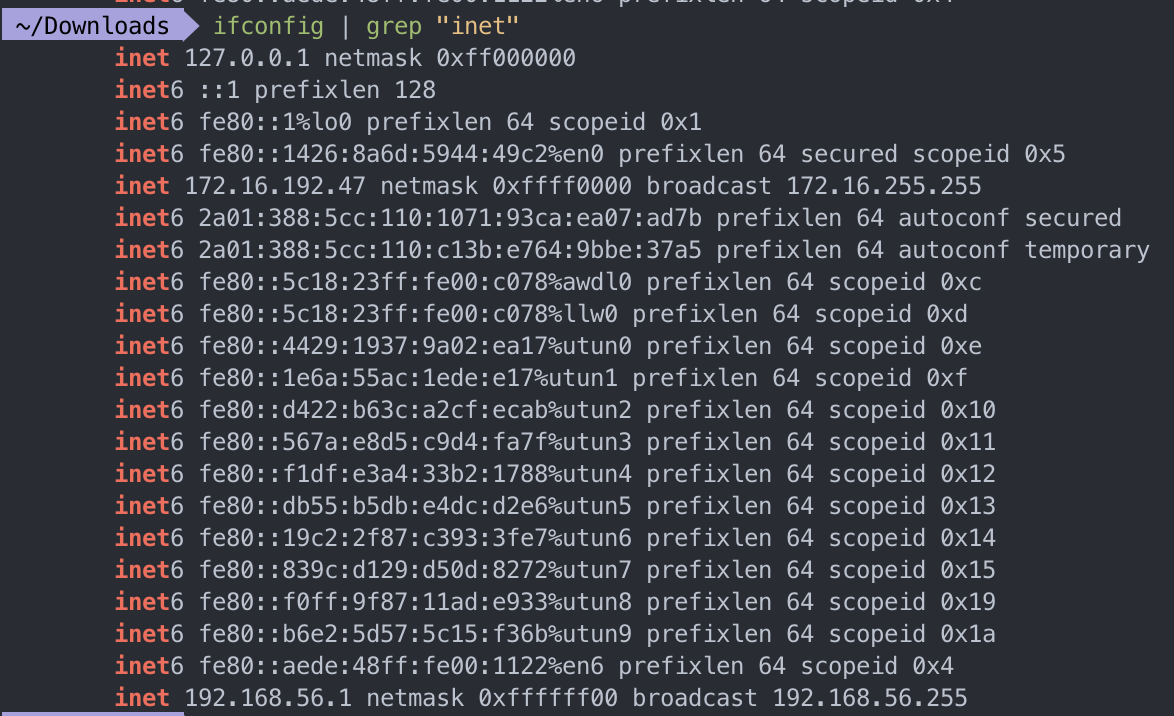 ~/Downloads ifconfig | grep "inet"
inet 127.0.0.1 netmask 0xff000000
inet6 ::1 prefixlen 128
inet6 fe80::1%lo0 prefixlen 64 scopeid 0x1
inet6 fe80::1426:8a6d:5944:49c2%en0 prefixlen 64 secured scopeid 0x5
inet 172.16.192.47 netmask 0xffff0000 broadcast 172.16.255.255
inet6 2a01:388:5cc:110:1071:93ca:ea07:ad7b prefixlen 64 autoconf secured
inet6 2a01:388:5cc:110:c13b:e764:9bbe:37a5 prefixlen 64 autoconf temporary
inet6 fe80::5c18:23ff:fe00:c078%awdl0 prefixlen 64 scopeid 0xc
inet6 fe80::5c18:23ff:fe00:c078%llw0 prefixlen 64 scopeid 0xd
inet6 fe80::4429:1937:9a02:ea17%utun0 prefixlen 64 scopeid 0xe
inet6 fe80::1e6a:55ac:1ede:e17%utun1 prefixlen 64 scopeid 0xf
inet6 fe80::d422:b63c:a2cf:ecab%utun2 prefixlen 64 scopeid 0x10
inet6 fe80::567a:e8d5:c9d4:fa7f%utun3 prefixlen 64 scopeid 0x11
inet6 fe80::f1df:e3a4:33b2:1788%utun4 prefixlen 64 scopeid 0x12
inet6 fe80::db55:b5db:e4dc:d2e6%utun5 prefixlen 64 scopeid 0x13
inet6 fe80::19c2:2f87:c393:3fe7%utun6 prefixlen 64 scopeid 0x14
inet6 fe80::839c:d129:d50d:8272%utun7 prefixlen 64 scopeid 0x15
inet6 fe80::f0ff:9f87:11ad:e933%utun8 prefixlen 64 scopeid 0x19
inet6 fe80::b6e2:5d57:5c15:f36b%utun9 prefixlen 64 scopeid 0x1a
inet6 fe80::aede:48ff:fe00:1122%en6 prefixlen 64 scopeid 0x4
inet 192.168.56.1 netmask 0xffffff00 broadcast 192.168.56.255